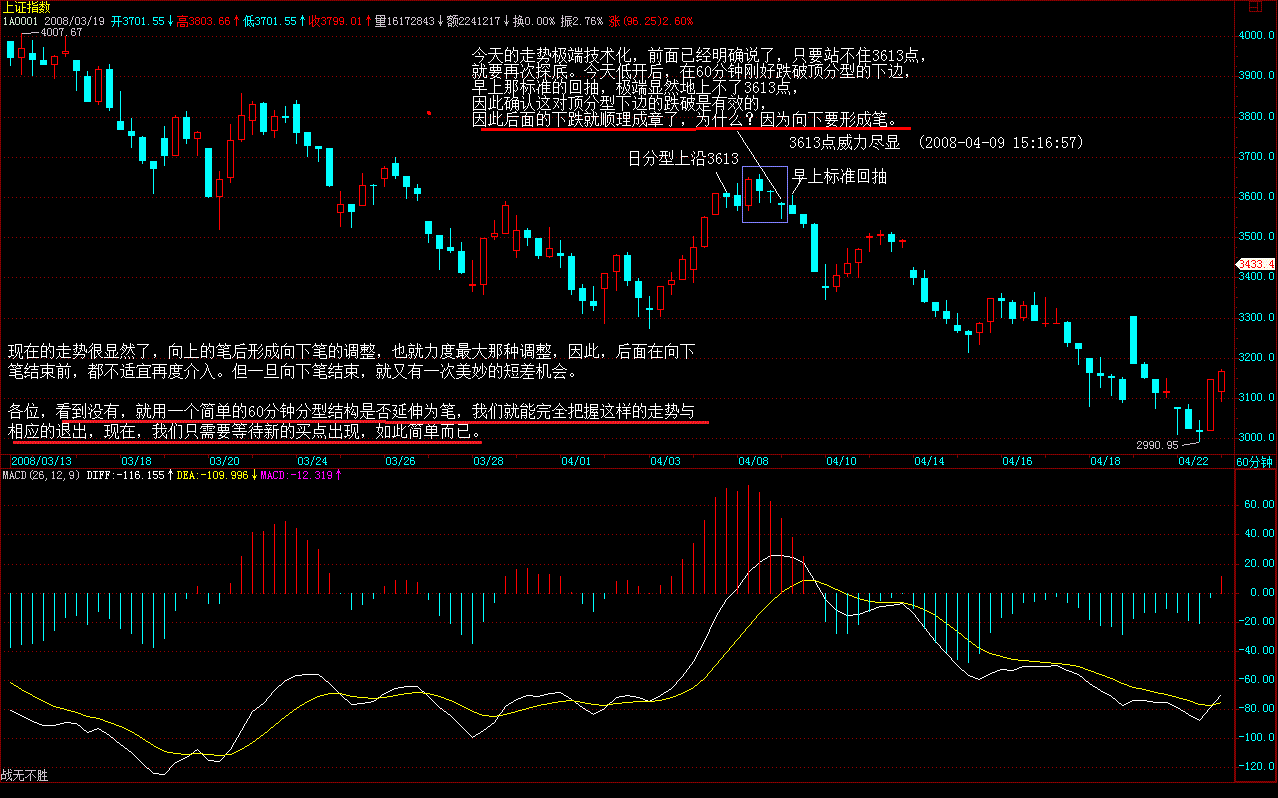 上证指数
1A0001 2008/03/19 开3701.55↓高3803.68↑低3701.55↑收3799.01↑量16172843↓额2241217↓换0.00% 振2.76% 涨(98.25)2.60%
4007.67
今天的走势极端技术化，前面已经明确说了，只要站不住3613点，
就要再次探底。今天低开后，在60分钟刚好跌破顶分型的下边，
早上那标准的回抽，极端显然地上不了3613点，
因此确认这对顶分型下边的跌破是有效的，
因此后面的下跌就顺理成章了，为什么？因为向下要形成笔。
3613点威力尽显 （2008-04-09 15:16:57）
日分型上沿3613
早上标准回抽
4000.0
3900.0
3800.0
3700.0
3600.0
3500.0
3433.4
3400.0
3300.0
3200.0
3100.0
3000.0
现在的走势很显然了，向上的笔后形成向下笔的调整，也就力度最大那种调整，因此，后面在向下
笔结束前，都不适宜再度介入。但一旦向下笔结束，就又有一次美妙的短差机会。
各位，看到没有，就用一个简单的60分钟分型结构是否延伸为笔，我们就能完全把握这样的走势与
相应的退出，现在，我们只需要等待新的买点出现，如此简单而已。
2990.95
2008/03/13 03/18 03/20 03/24 03/26 03/28 04/01 04/03 04/08 04/10 04/14 04/16 04/18 04/22 60分钟
MACD(26,12,9) DIFF:-116.155↑DEA:-109.996↓MACD:-12.319↑
60.00
40.00
20.00
0.00
-20.00
-40.00
-60.00
-80.00
-100.0
-120.0
战无不胜